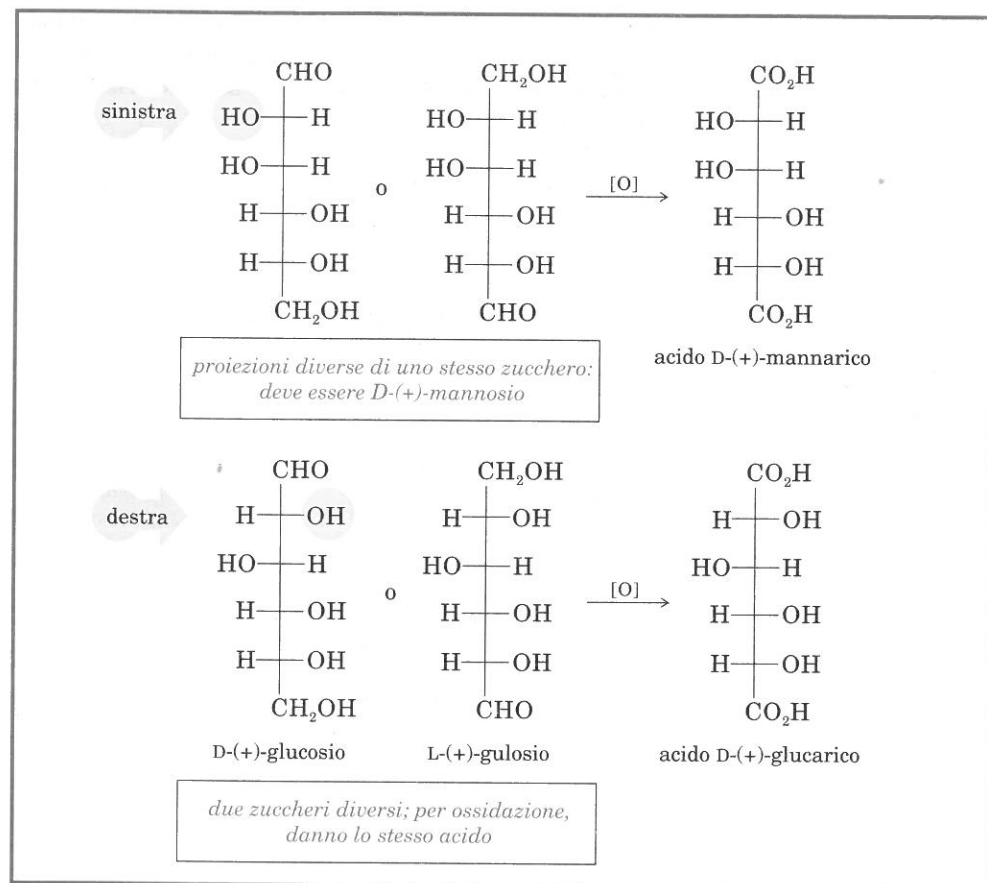 CHO CH₂OH CO₂H
sinistra HO H HO H HO H
HO H HO H HO H
o [O]
H OH H OH H OH
H OH H OH H OH
CH₂OH CHO CO₂H
acido D-(+)-mannarico
proiezioni diverse di uno stesso zucchero:
deve essere D-(+)-mannosio
CHO CH₂OH CO₂H
destra H OH H OH H OH
HO H HO H HO H
o [O]
H OH H OH H OH
H OH H OH H OH
CH₂OH CHO CO₂H
D-(+)-glucosio L-(+)-gulosio acido D-(+)-glucarico
due zuccheri diversi; per ossidazione,
danno lo stesso acido